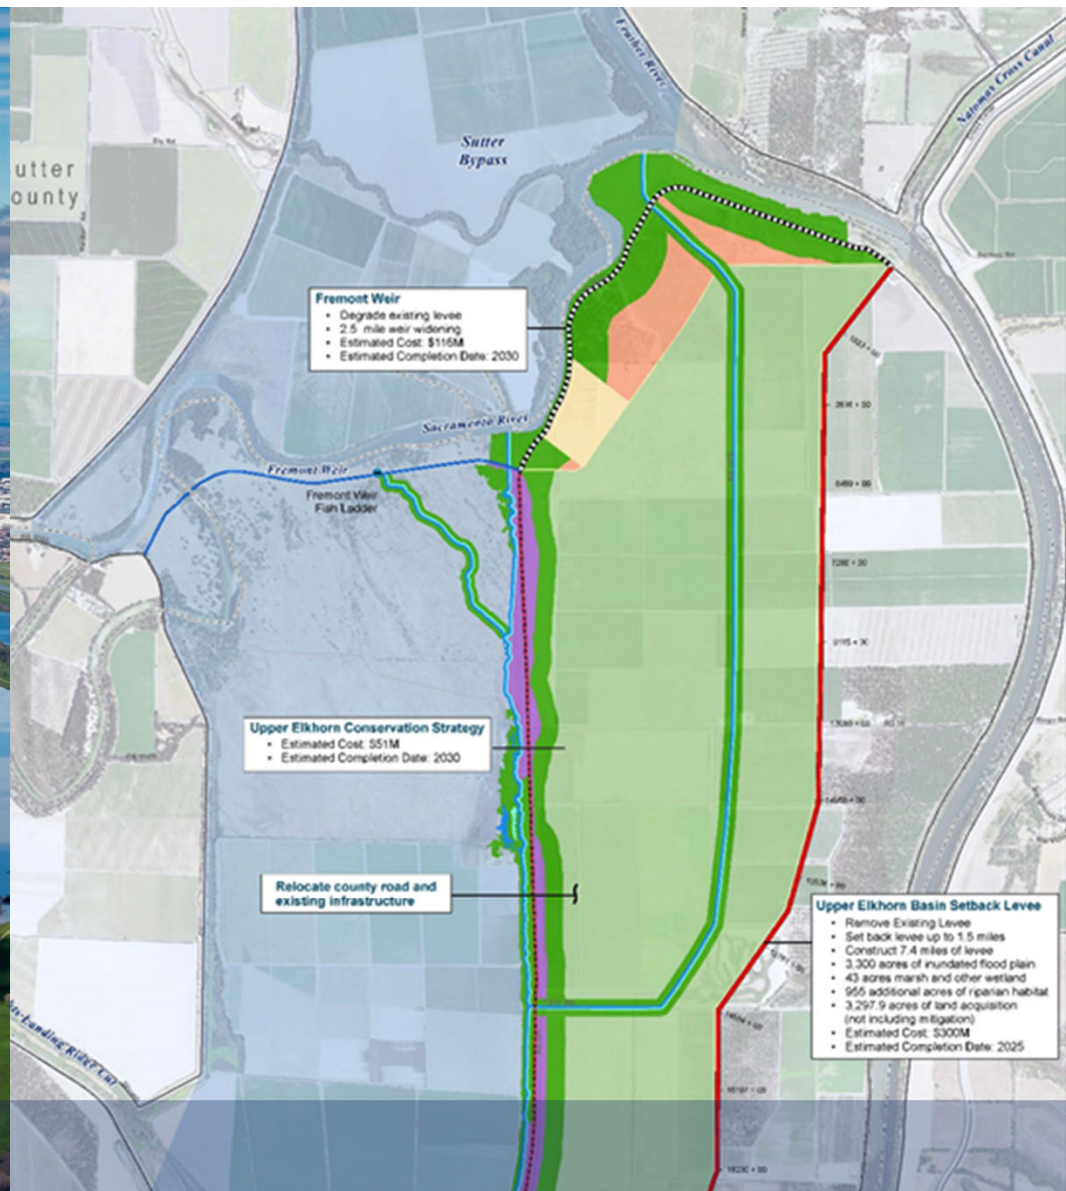 Feather River
Natomas Cross Canal
Sutter
Bypass
utter
ounty
Fremont Weir
• Degrade existing levee
• 2.5 mile weir widening
• Estimated Cost: $116M
• Estimated Completion Date: 2030
Sacramento River
Fremont Weir
Fremont Weir
Fish Ladder
Upper Elkhorn Conservation Strategy
• Estimated Cost: $51M
• Estimated Completion Date: 2030
Relocate county road and
existing infrastructure
Upper Elkhorn Basin Setback Levee
• Remove Existing Levee
• Set back levee up to 1.5 miles
• Construct 7.4 miles of levee
• 3,300 acres of inundated flood plain
• 43 acres marsh and other wetland
• 955 additional acres of riparian habitat
• 3,297.9 acres of land acquisition
(not including mitigation)
• Estimated Cost: $300M
• Estimated Completion Date: 2025
Landing Ridge Cut